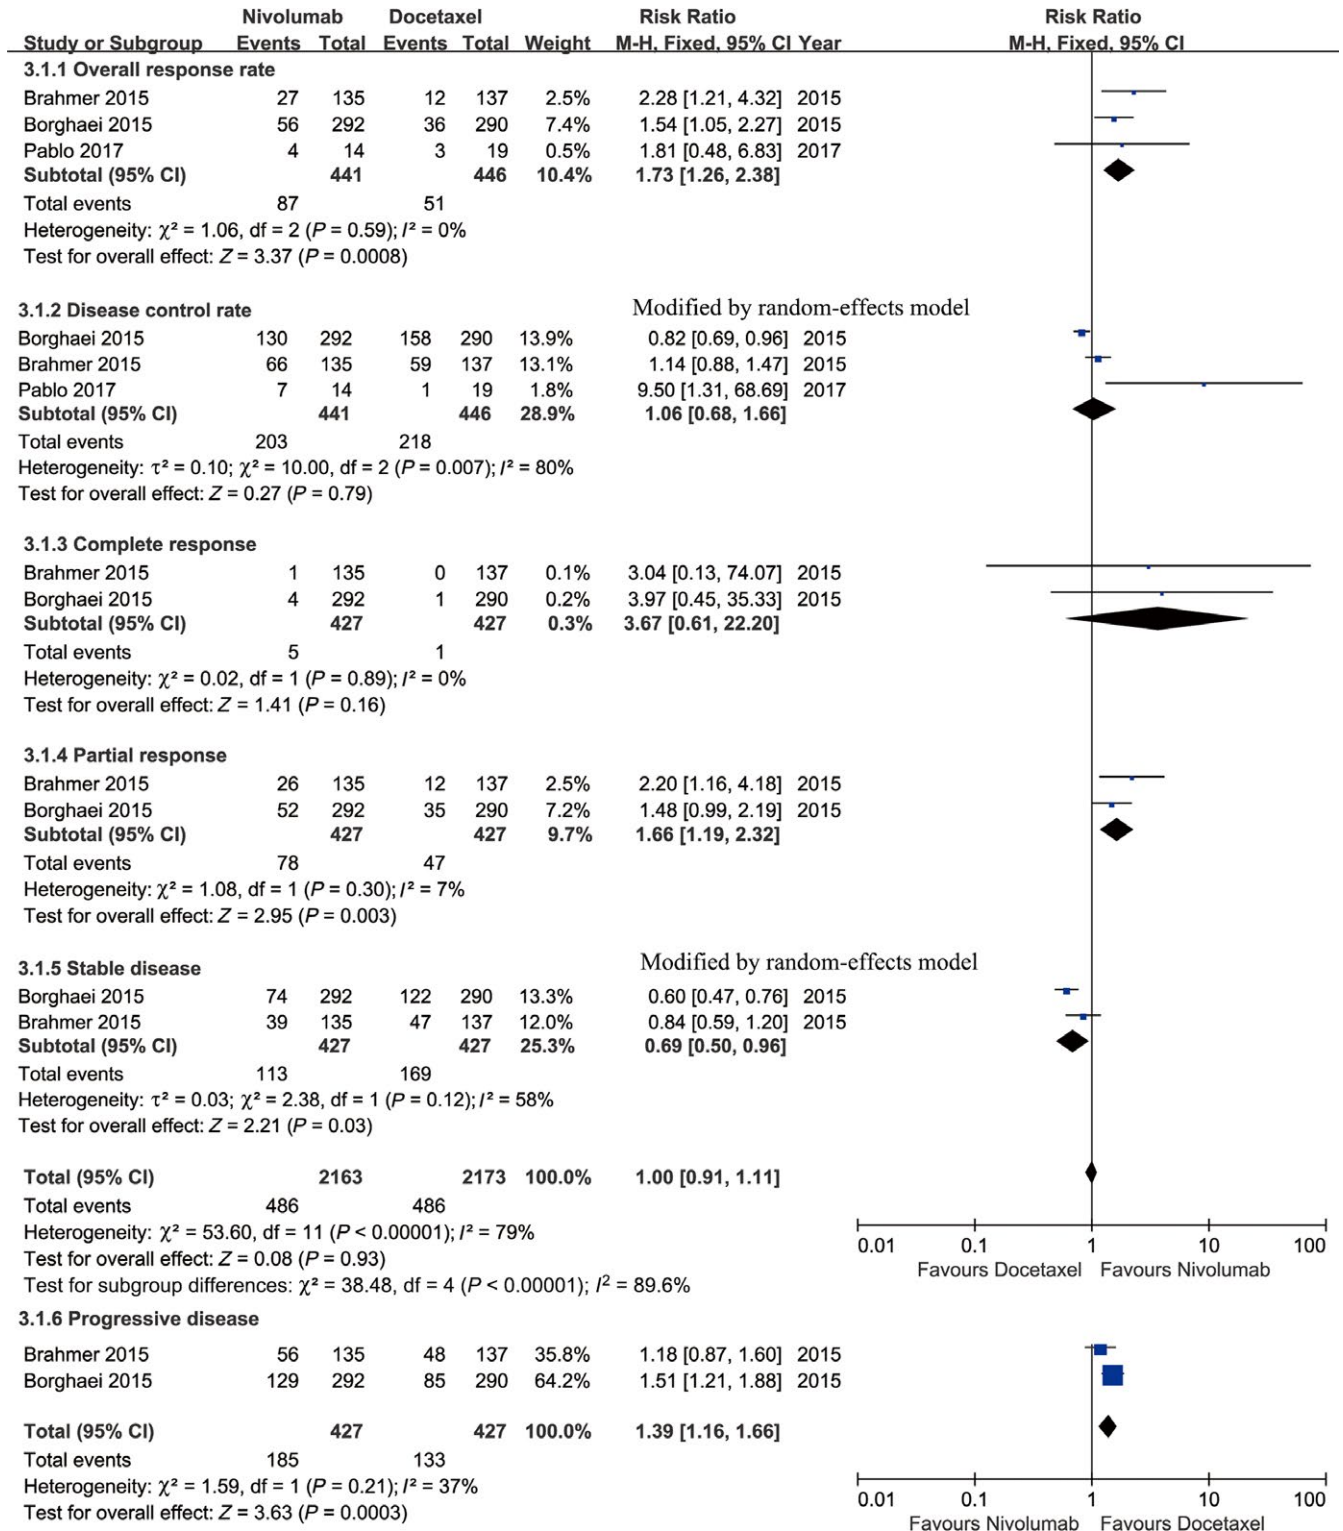 Nivolumab Docetaxel Risk Ratio Risk Ratio
Study or Subgroup Events Total Events Total Weight M-H, Fixed, 95% CI Year M-H, Fixed, 95% CI
3.1.1 Overall response rate
Brahmer 2015 27 135 12 137 2.5% 2.28 [1.21, 4.32] 2015
Borghaei 2015 56 292 36 290 7.4% 1.54 [1.05, 2.27] 2015
Pablo 2017 4 14 3 19 0.5% 1.81 [0.48, 6.83] 2017
Subtotal (95% CI) 441 446 10.4% 1.73 [1.26, 2.38]
Total events 87 51
Heterogeneity: χ² = 1.06, df = 2 (P = 0.59); I² = 0%
Test for overall effect: Z = 3.37 (P = 0.0008)
3.1.2 Disease control rate Modified by random-effects model
Borghaei 2015 130 292 158 290 13.9% 0.82 [0.69, 0.96] 2015
Brahmer 2015 66 135 59 137 13.1% 1.14 [0.88, 1.47] 2015
Pablo 2017 7 14 1 19 1.8% 9.50 [1.31, 68.69] 2017
Subtotal (95% CI) 441 446 28.9% 1.06 [0.68, 1.66]
Total events 203 218
Heterogeneity: τ² = 0.10; χ² = 10.00, df = 2 (P = 0.007); I² = 80%
Test for overall effect: Z = 0.27 (P = 0.79)
3.1.3 Complete response
Brahmer 2015 1 135 0 137 0.1% 3.04 [0.13, 74.07] 2015
Borghaei 2015 4 292 1 290 0.2% 3.97 [0.45, 35.33] 2015
Subtotal (95% CI) 427 427 0.3% 3.67 [0.61, 22.20]
Total events 5 1
Heterogeneity: χ² = 0.02, df = 1 (P = 0.89); I² = 0%
Test for overall effect: Z = 1.41 (P = 0.16)
3.1.4 Partial response
Brahmer 2015 26 135 12 137 2.5% 2.20 [1.16, 4.18] 2015
Borghaei 2015 52 292 35 290 7.2% 1.48 [0.99, 2.19] 2015
Subtotal (95% CI) 427 427 9.7% 1.66 [1.19, 2.32]
Total events 78 47
Heterogeneity: χ² = 1.08, df = 1 (P = 0.30); I² = 7%
Test for overall effect: Z = 2.95 (P = 0.003)
3.1.5 Stable disease Modified by random-effects model
Borghaei 2015 74 292 122 290 13.3% 0.60 [0.47, 0.76] 2015
Brahmer 2015 39 135 47 137 12.0% 0.84 [0.59, 1.20] 2015
Subtotal (95% CI) 427 427 25.3% 0.69 [0.50, 0.96]
Total events 113 169
Heterogeneity: τ² = 0.03; χ² = 2.38, df = 1 (P = 0.12); I² = 58%
Test for overall effect: Z = 2.21 (P = 0.03)
Total (95% CI) 2163 2173 100.0% 1.00 [0.91, 1.11]
Total events 486 486
Heterogeneity: χ² = 53.60, df = 11 (P < 0.00001); I² = 79%
0.01 0.1 1 10 100
Test for overall effect: Z = 0.08 (P = 0.93)
Favours Docetaxel Favours Nivolumab
Test for subgroup differences: χ² = 38.48, df = 4 (P < 0.00001); I² = 89.6%
3.1.6 Progressive disease
Brahmer 2015 56 135 48 137 35.8% 1.18 [0.87, 1.60] 2015
Borghaei 2015 129 292 85 290 64.2% 1.51 [1.21, 1.88] 2015
Total (95% CI) 427 427 100.0% 1.39 [1.16, 1.66]
Total events 185 133
Heterogeneity: χ² = 1.59, df = 1 (P = 0.21); I² = 37%
0.01 0.1 1 10 100
Test for overall effect: Z = 3.63 (P = 0.0003)
Favours Nivolumab Favours Docetaxel